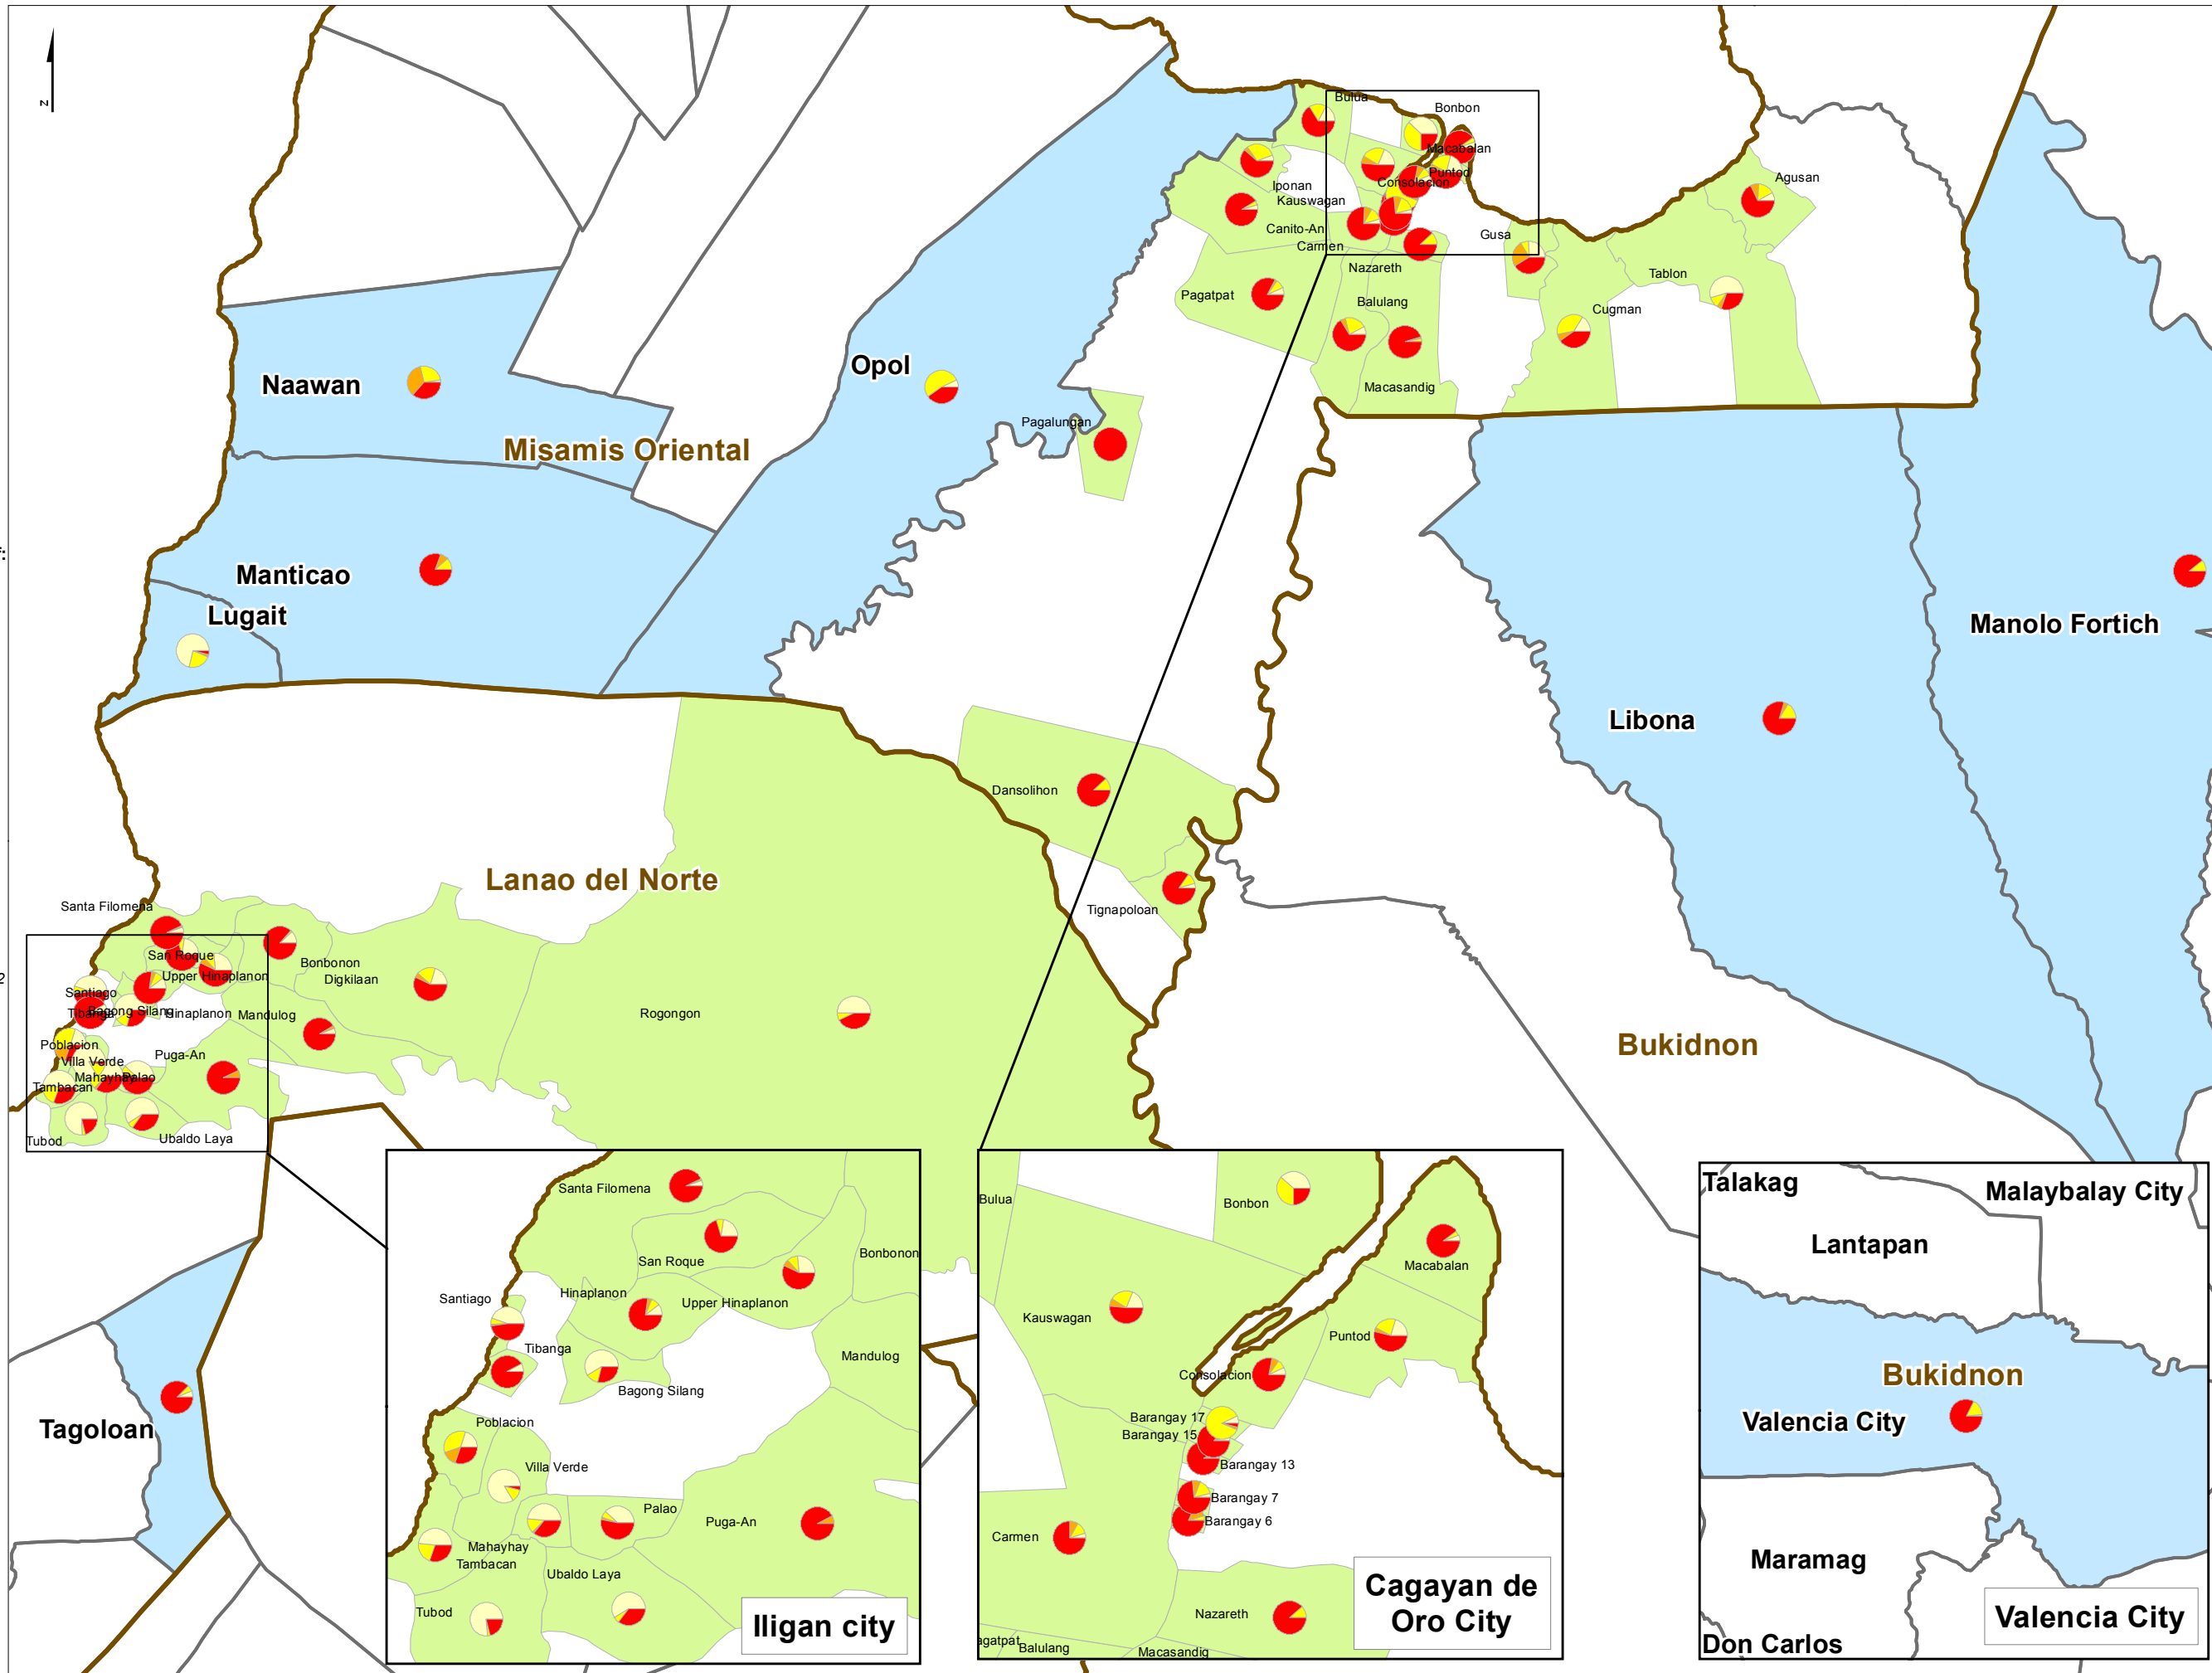 N
Bulua
Bonbon
Macabalan
Agusan
Puntod
Iponan
Consolacion
Kauswagan
Canito-An
Carmen
Gusa
Nazareth
Tablon
Pagatpat
Balulang
Cugman
Opol
Naawan
Macasandig
Pagalungan
Misamis Oriental
Manticao
Lugait
Manolo Fortich
Libona
Dansolihon
Lanao del Norte
Tignapoloan
Santa Filomena
San Roque
Bonbonon
Upper Hinaplanon
Digkilaan
Santiago
Tibanga
Bagong Silang
Hinaplanon
Mandulog
Rogongon
Poblacion
Puga-An
Villa Verde
Mahayhay
Palao
Tambacan
Bukidnon
Tubod
Ubaldo Laya
Tagoloan
Santa Filomena
San Roque
Bonbonon
Hinaplanon
Upper Hinaplanon
Santiago
Tibanga
Mandulog
Bagong Silang
Poblacion
Villa Verde
Palao
Puga-An
Mahayhay
Tambacan
Ubaldo Laya
Tubod
Iligan city
Bulua
Bonbon
Macabalan
Kauswagan
Puntod
Consolacion
Barangay 17
Barangay 15
Barangay 13
Barangay 7
Barangay 6
Carmen
Nazareth
agatpat
Balulang
Macasandig
Cagayan de
Oro City
Talakag
Malaybalay City
Lantapan
Bukidnon
Valencia City
Maramag
Don Carlos
Valencia City